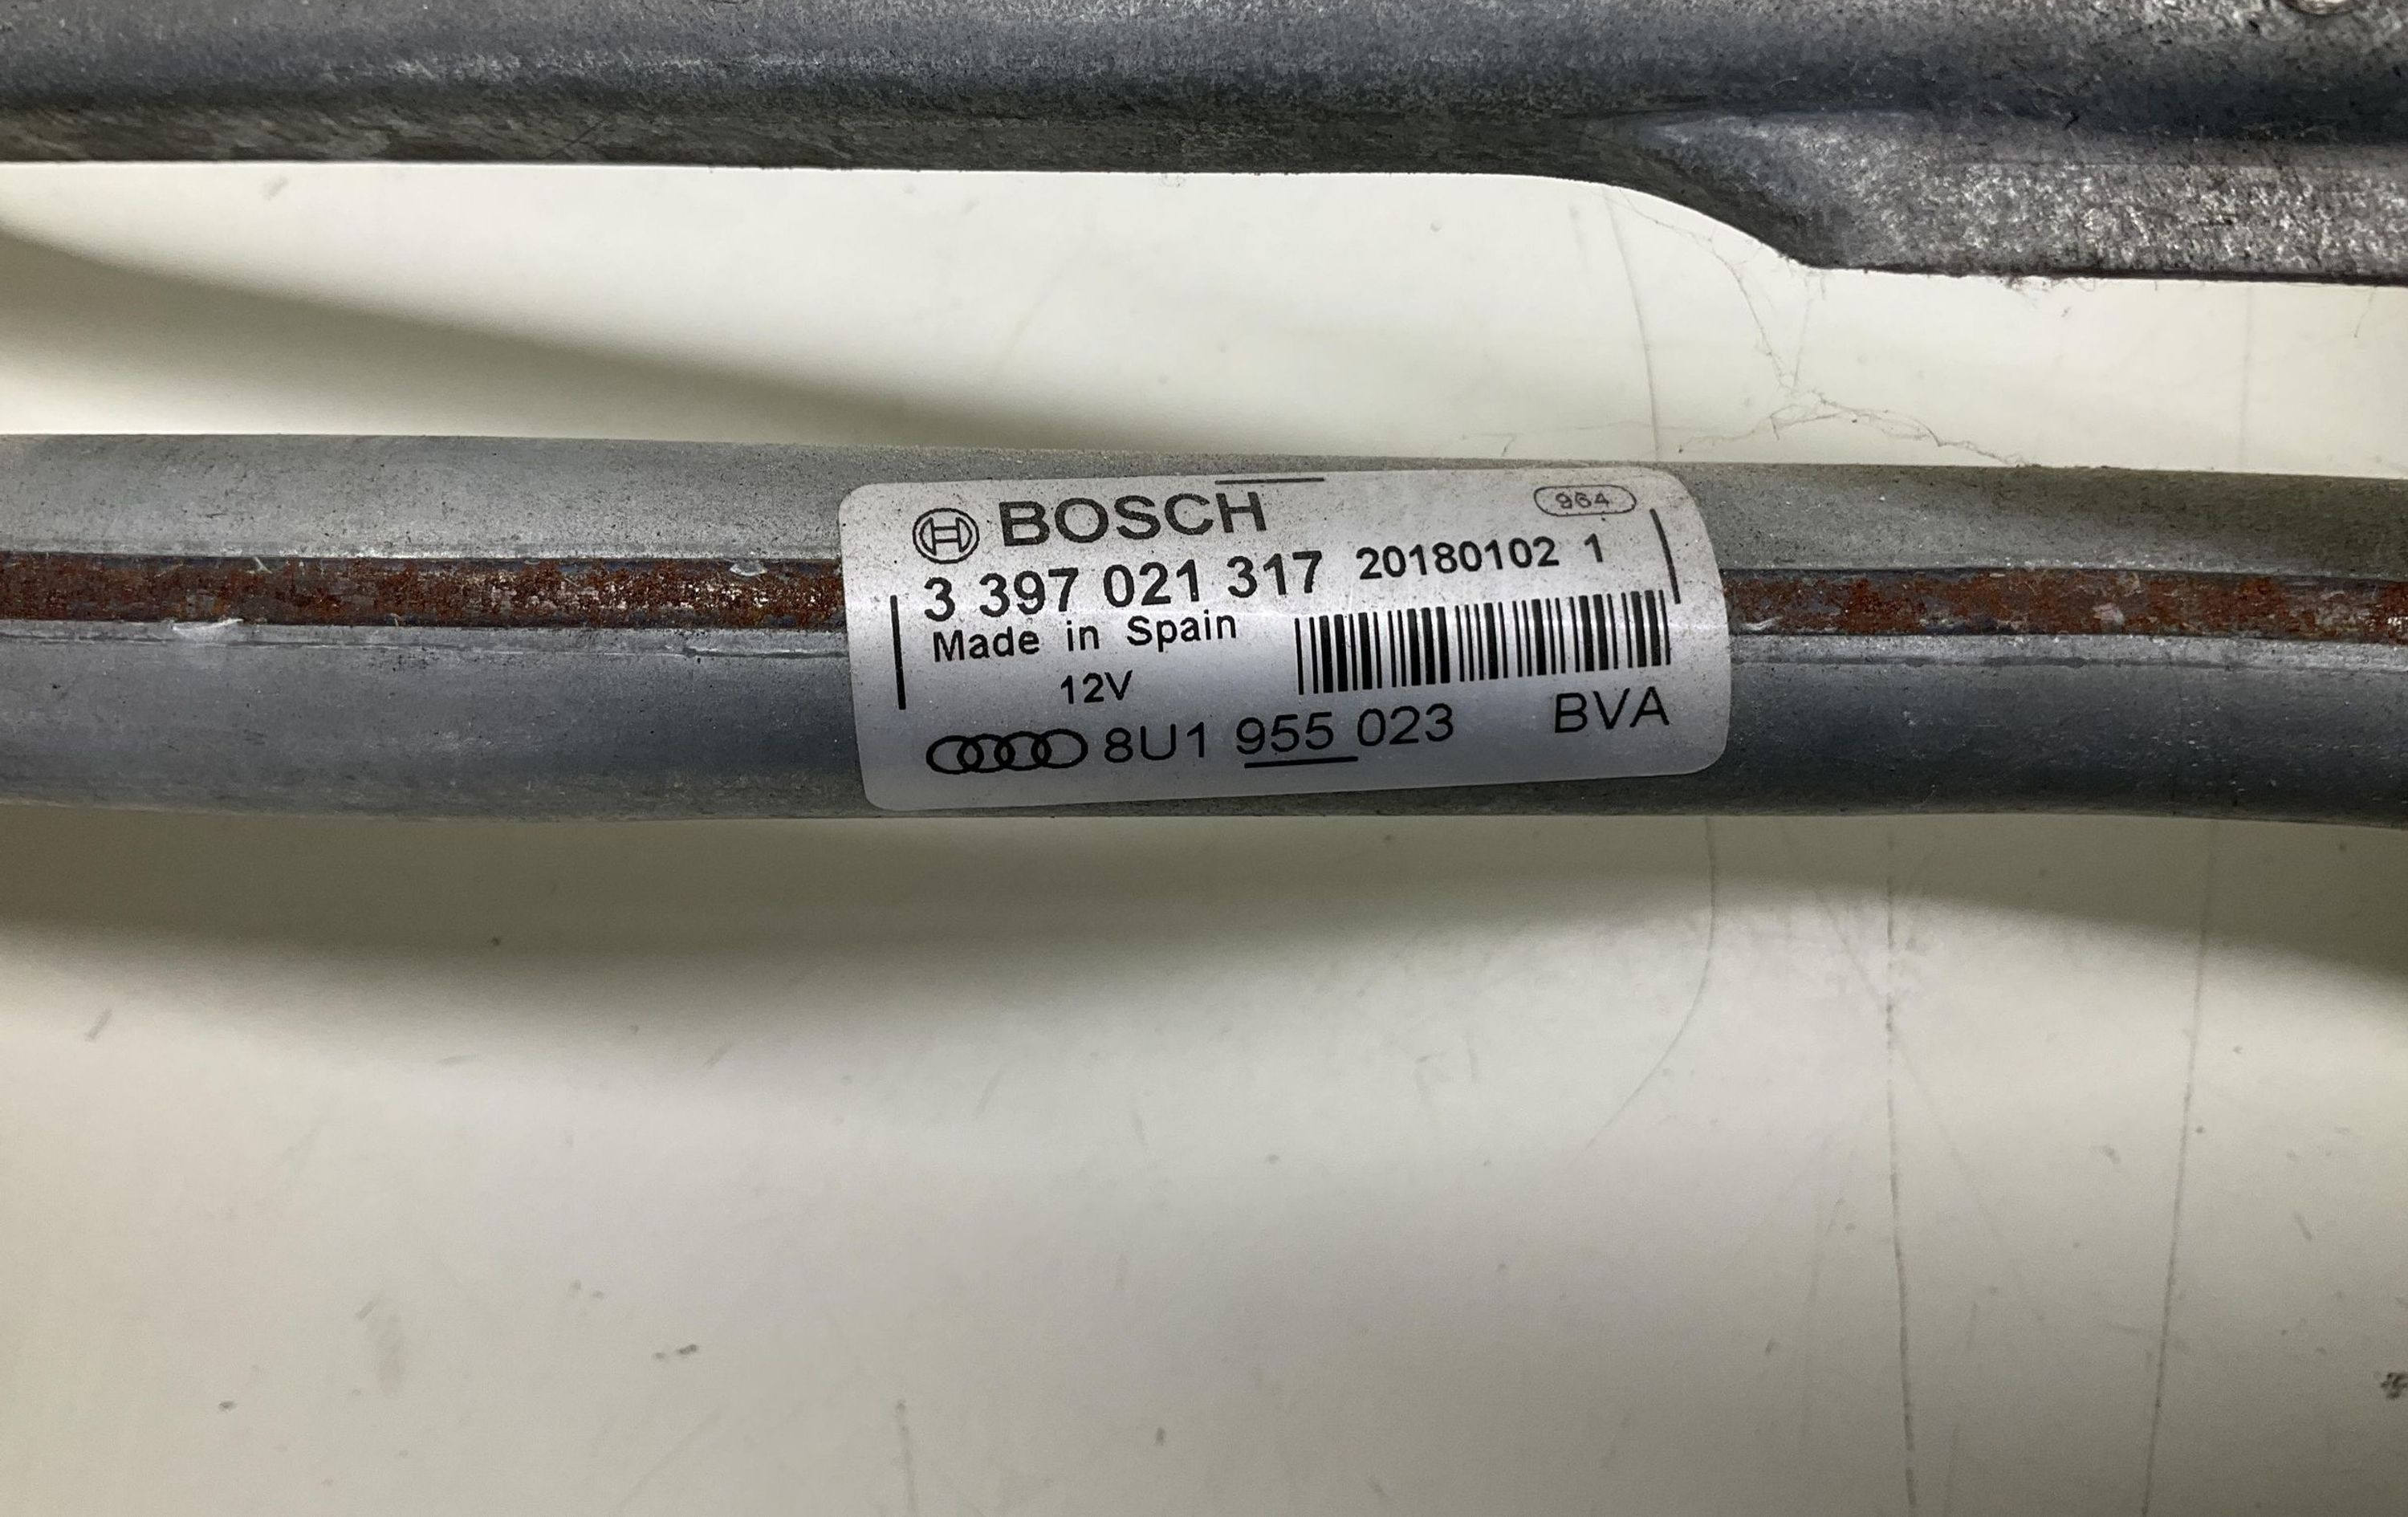 BOSCH
964
3 397 021 317 20180102 1
Made in Spain
12V
8U1 955 023 BVA